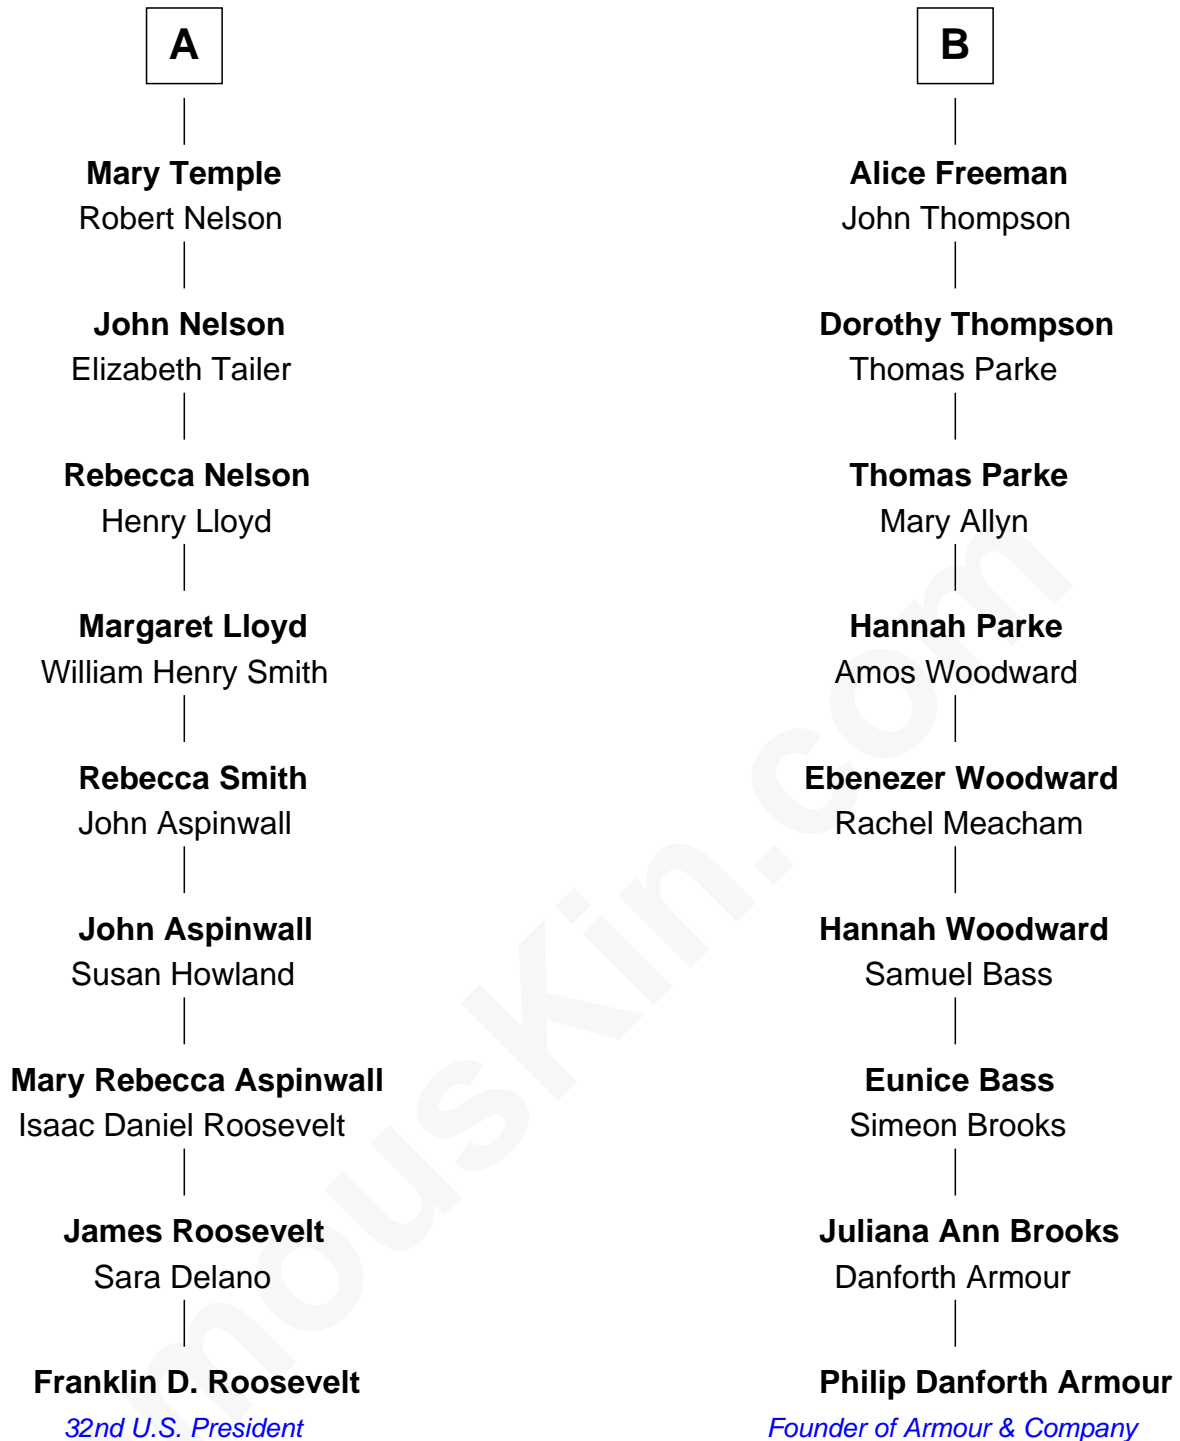 A
Mary Temple
Robert Nelson
John Nelson
Elizabeth Tailer
Rebecca Nelson
Henry Lloyd
Margaret Lloyd
William Henry Smith
Rebecca Smith
John Aspinwall
John Aspinwall
Susan Howland
Mary Rebecca Aspinwall
Isaac Daniel Roosevelt
James Roosevelt
Sara Delano
Franklin D. Roosevelt
32nd U.S. President
B
Alice Freeman
John Thompson
Dorothy Thompson
Thomas Parke
Thomas Parke
Mary Allyn
Hannah Parke
Amos Woodward
Ebenezer Woodward
Rachel Meacham
Hannah Woodward
Samuel Bass
Eunice Bass
Simeon Brooks
Juliana Ann Brooks
Danforth Armour
Philip Danforth Armour
Founder of Armour & Company
mousKin.com